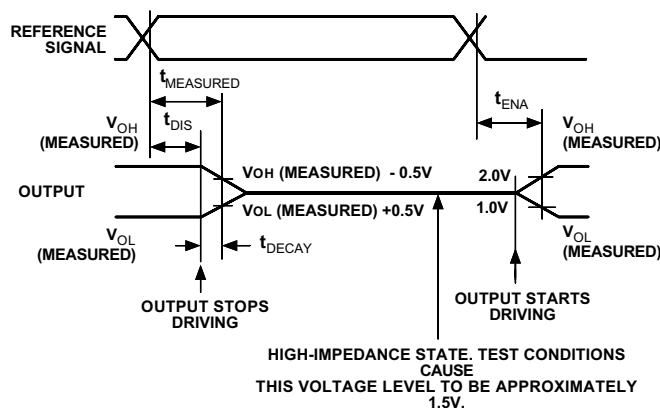 REFERENCE
SIGNAL
tMEASURED
tDIS
tENA
VOH
(MEASURED)
VOH
(MEASURED)
OUTPUT
VOH (MEASURED) - 0.5V
VOL (MEASURED) +0.5V
2.0V
1.0V
VOL
(MEASURED)
tDECAY
VOL
(MEASURED)
OUTPUT STOPS
DRIVING
OUTPUT STARTS
DRIVING
HIGH-IMPEDANCE STATE. TEST CONDITIONS
CAUSE
THIS VOLTAGE LEVEL TO BE APPROXIMATELY
1.5V.